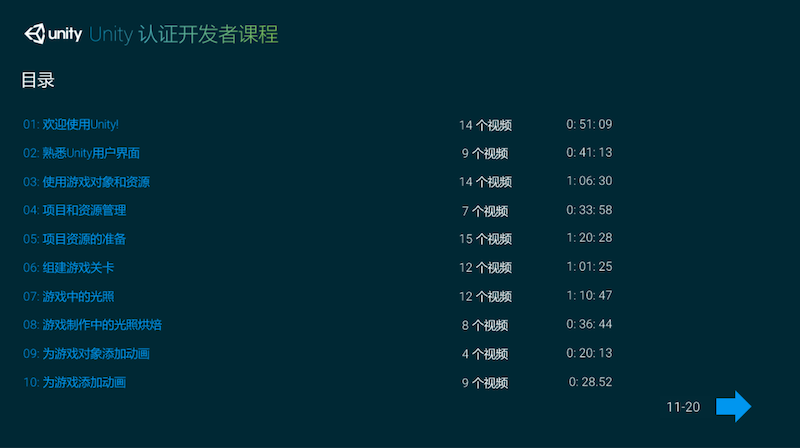 unity Unity 认证开发者课程
目录
01: 欢迎使用Unity! 14 个视频 0: 51: 09
02: 熟悉Unity用户界面 9 个视频 0: 41: 13
03: 使用游戏对象和资源 14 个视频 1: 06: 30
04: 项目和资源管理 7 个视频 0: 33: 58
05: 项目资源的准备 15 个视频 1: 20: 28
06: 组建游戏关卡 12 个视频 1: 01: 25
07: 游戏中的光照 12 个视频 1: 10: 47
08: 游戏制作中的光照烘焙 8 个视频 0: 36: 44
09: 为游戏对象添加动画 4 个视频 0: 20: 13
10: 为游戏添加动画 9 个视频 0: 28.52
11-20